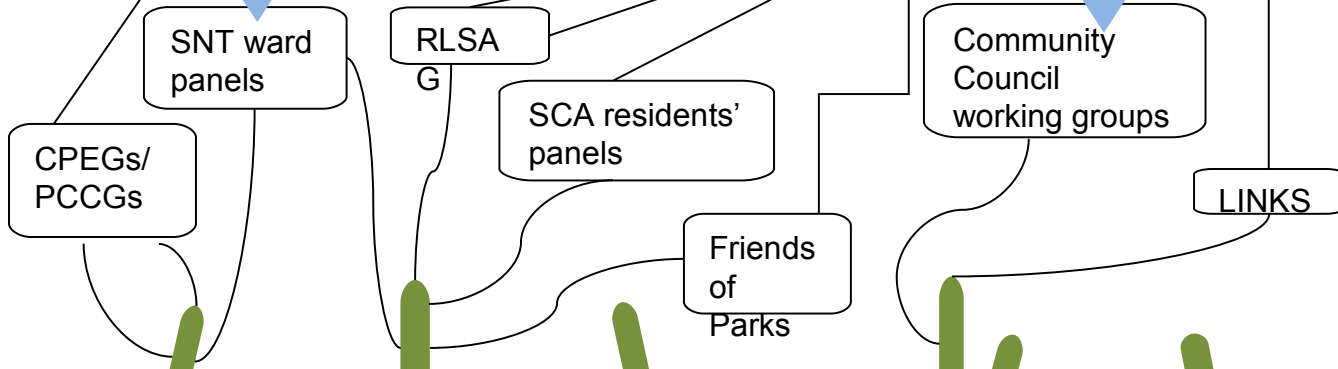 SNT ward
panels
RLSA
G
Community
Council
working groups
SCA residents’
panels
CPEGs/
PCCGs
LINKS
Friends
of
Parks